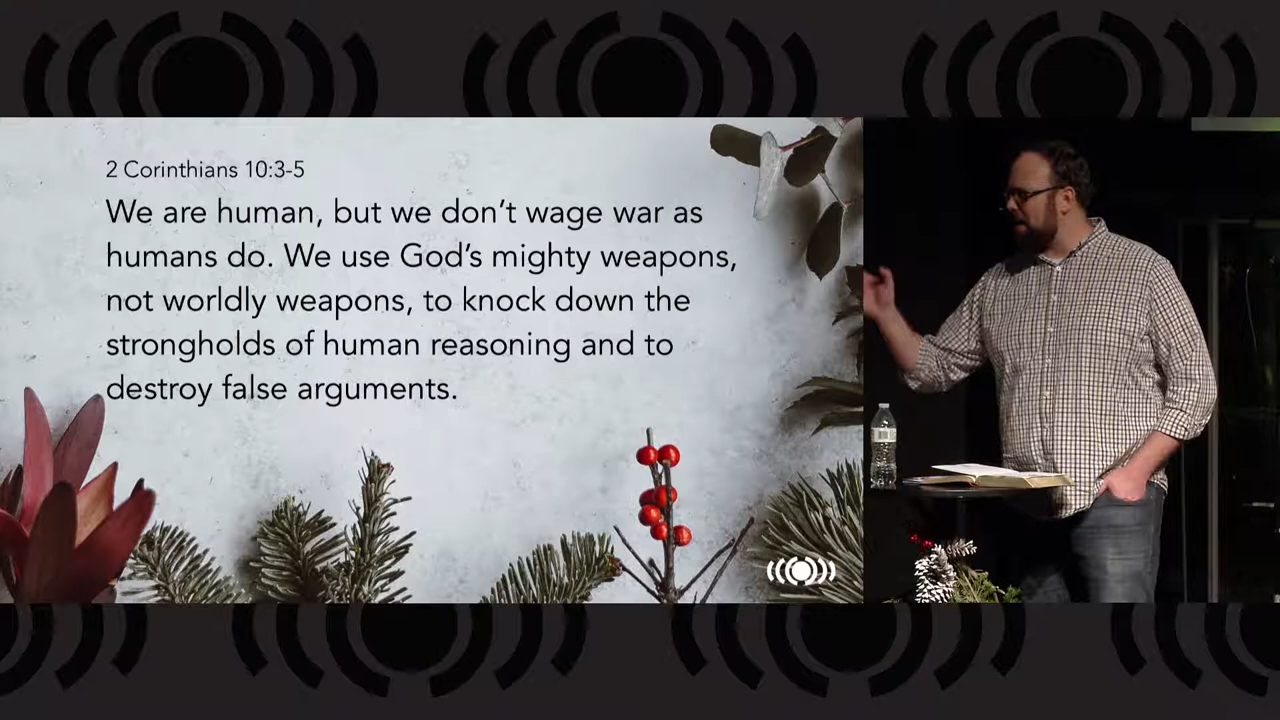 2 Corinthians 10:3-5
We are human, but we don’t wage war as
humans do. We use God’s mighty weapons,
not worldly weapons, to knock down the
strongholds of human reasoning and to
destroy false arguments.